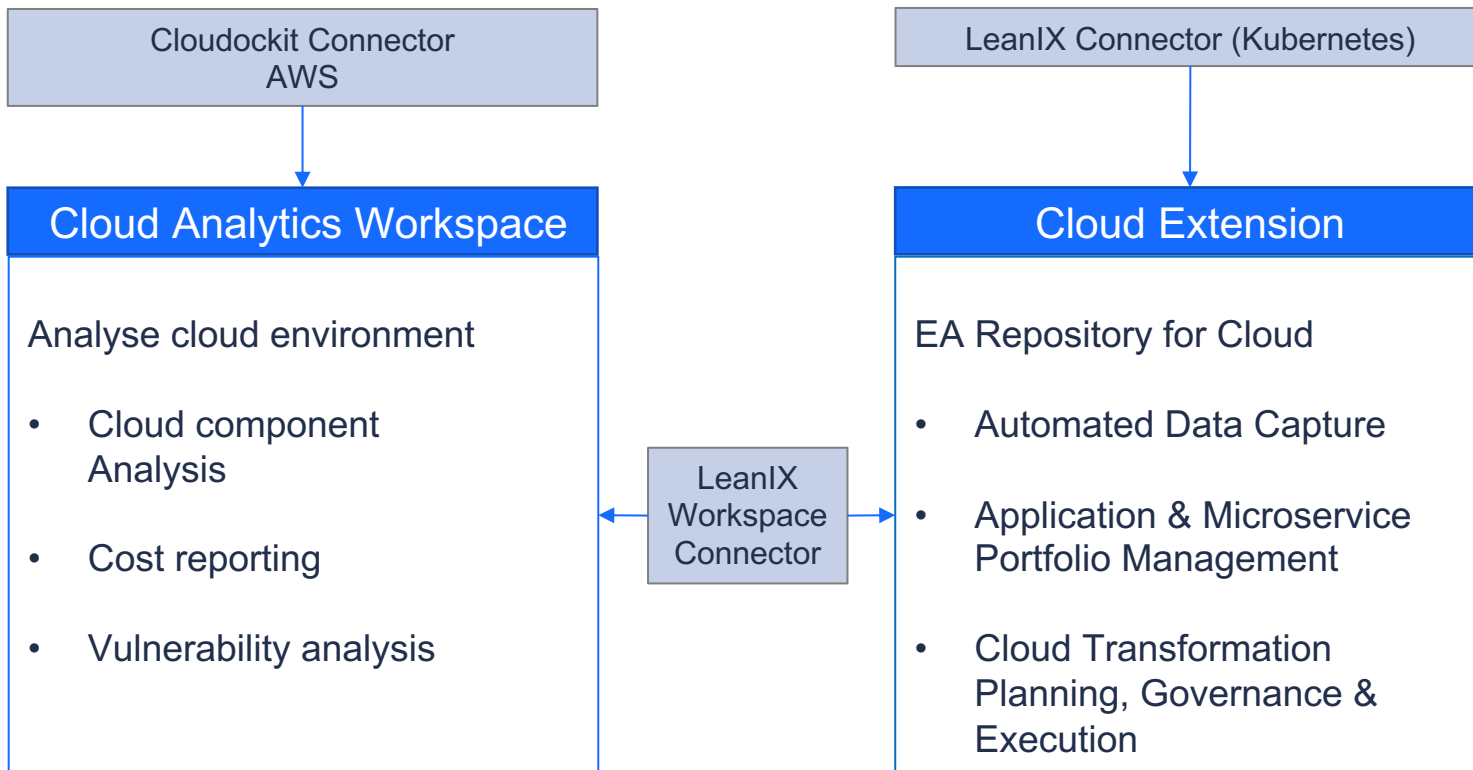 Cloudockit Connector
AWS
LeanIX Connector (Kubernetes)
Cloud Analytics Workspace
Analyse cloud environment
• Cloud component
Analysis
• Cost reporting
• Vulnerability analysis
LeanIX
Workspace
Connector
Cloud Extension
EA Repository for Cloud
• Automated Data Capture
• Application & Microservice
Portfolio Management
• Cloud Transformation
Planning, Governance &
Execution